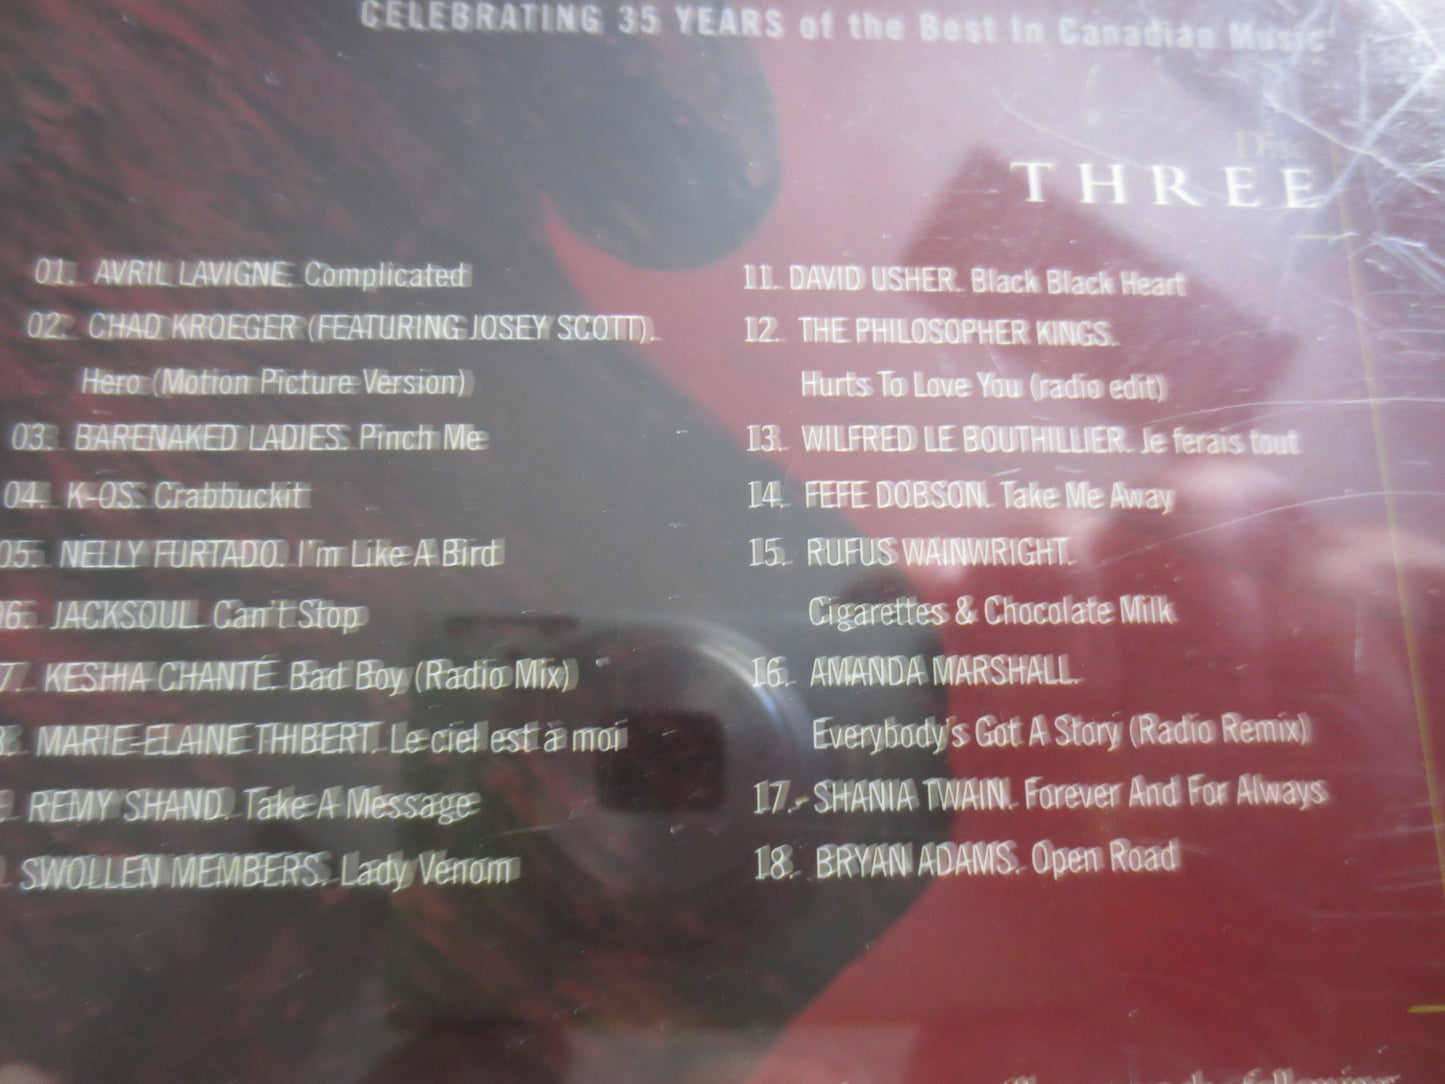 CELEBRATING 35 YEARS of the Best In Canadian Music
Disc
THREE
01. AVRIL LAVIGNE. Complicated
02. CHAD KROEGER (FEATURING JOSEY SCOTT).
Hero (Motion Picture Version)
03. BARENAKED LADIES. Pinch Me
04. K-OS. Crabbuckit
05. NELLY FURTADO. I'm Like A Bird
06. JACKSOUL. Can't Stop
7. KESHIA CHANTÉ. Bad Boy (Radio Mix)
8. MARIE-ELAINE THIBERT. Le ciel est à moi
REMY SHAND. Take A Message
SWOLLEN MEMBERS. Lady Venom
11. DAVID USHER. Black Black Heart
12. THE PHILOSOPHER KINGS.
Hurts To Love You (radio edit)
13. WILFRED LE BOUTHILLIER. Je ferais tout
14. FEFE DOBSON. Take Me Away
15. RUFUS WAINWRIGHT.
Cigarettes & Chocolate Milk
16. AMANDA MARSHALL.
Everybody's Got A Story (Radio Remix)
17. SHANIA TWAIN. Forever And For Always
18. BRYAN ADAMS. Open Road
following